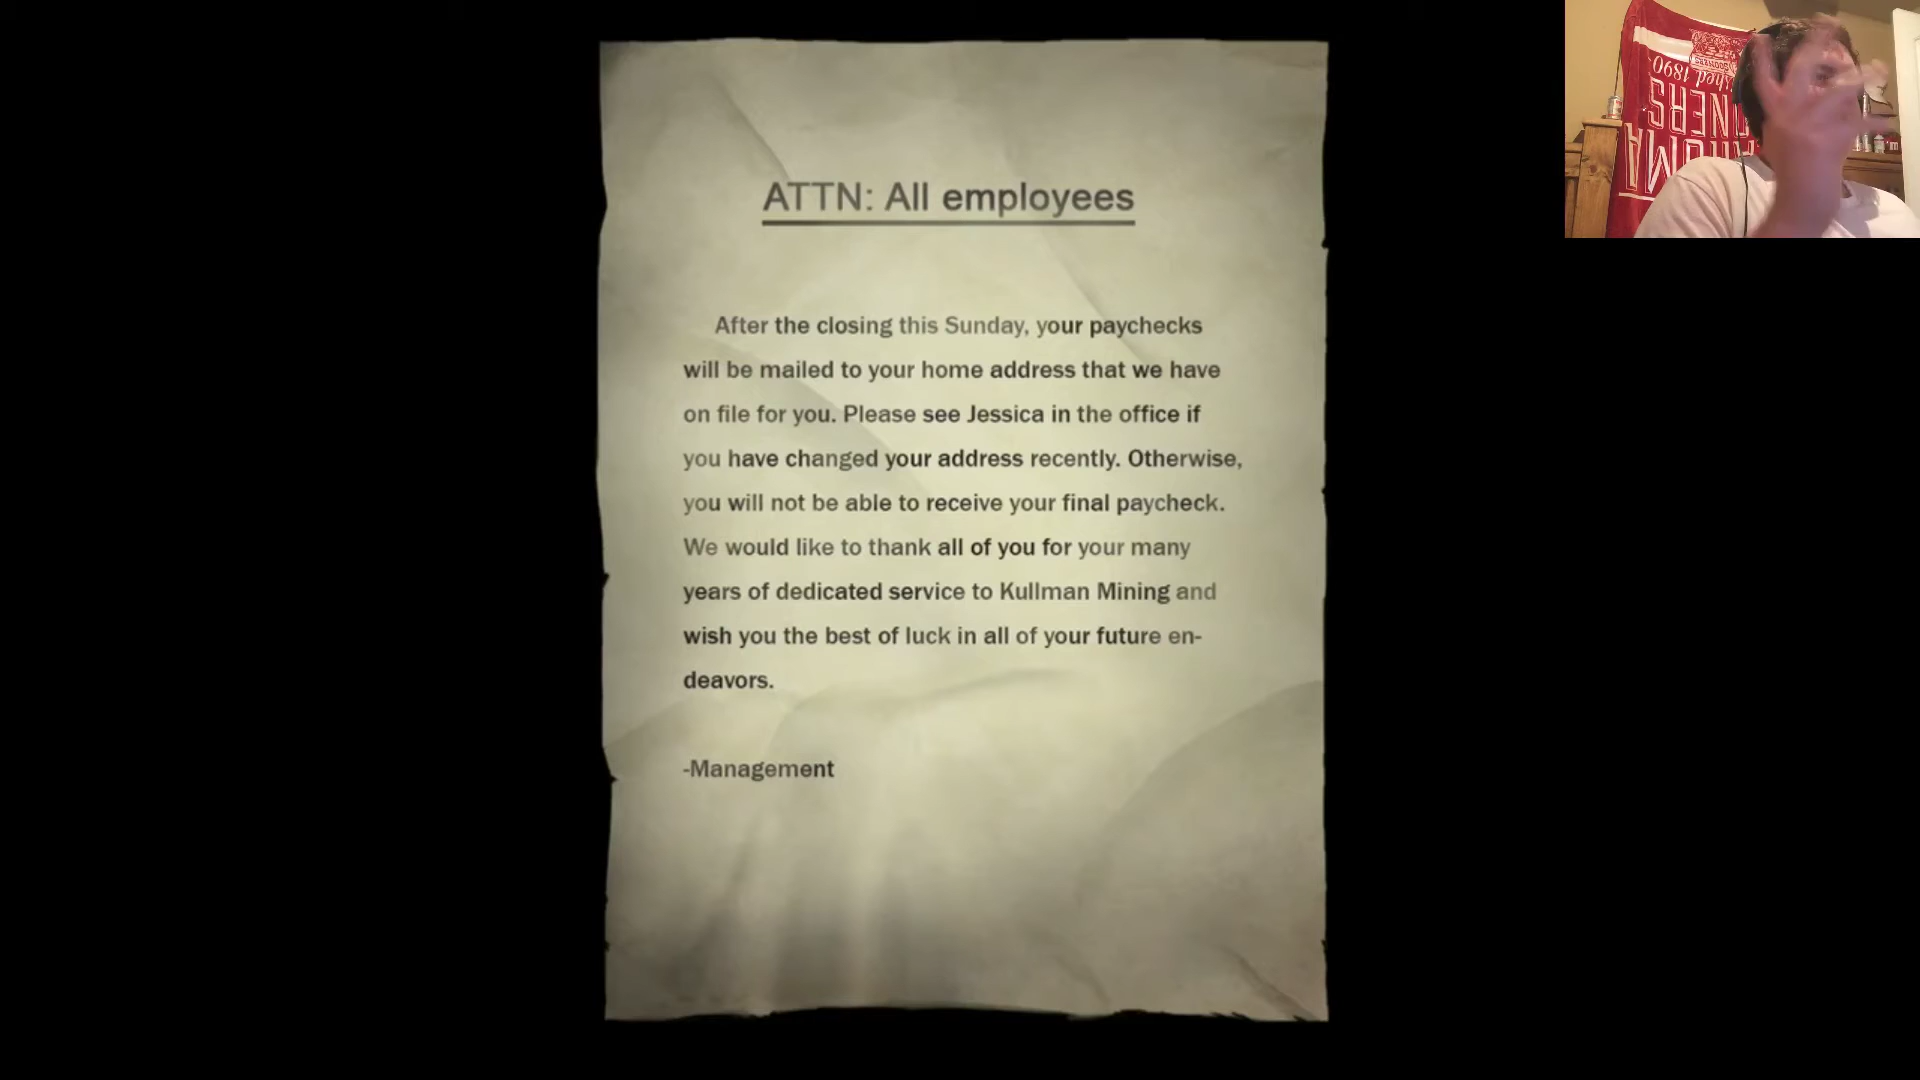 ATTN: All employees
After the closing this Sunday, your paychecks
will be mailed to your home address that we have
on file for you. Please see Jessica in the office if
you have changed your address recently. Otherwise,
you will not be able to receive your final paycheck.
We would like to thank all of you for your many
years of dedicated service to Kullman Mining and
wish you the best of luck in all of your future en-
deavors.
-Management
1890